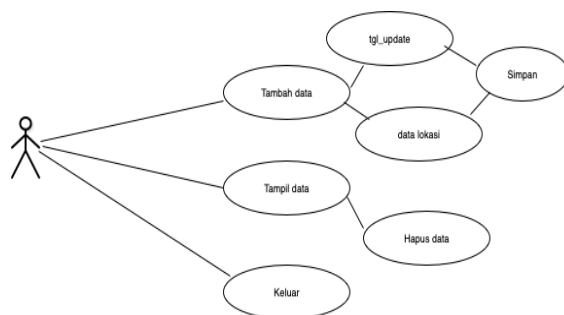 tgl_update
Simpan
Tambah data
data lokasi
Tampil data
Hapus data
Keluar